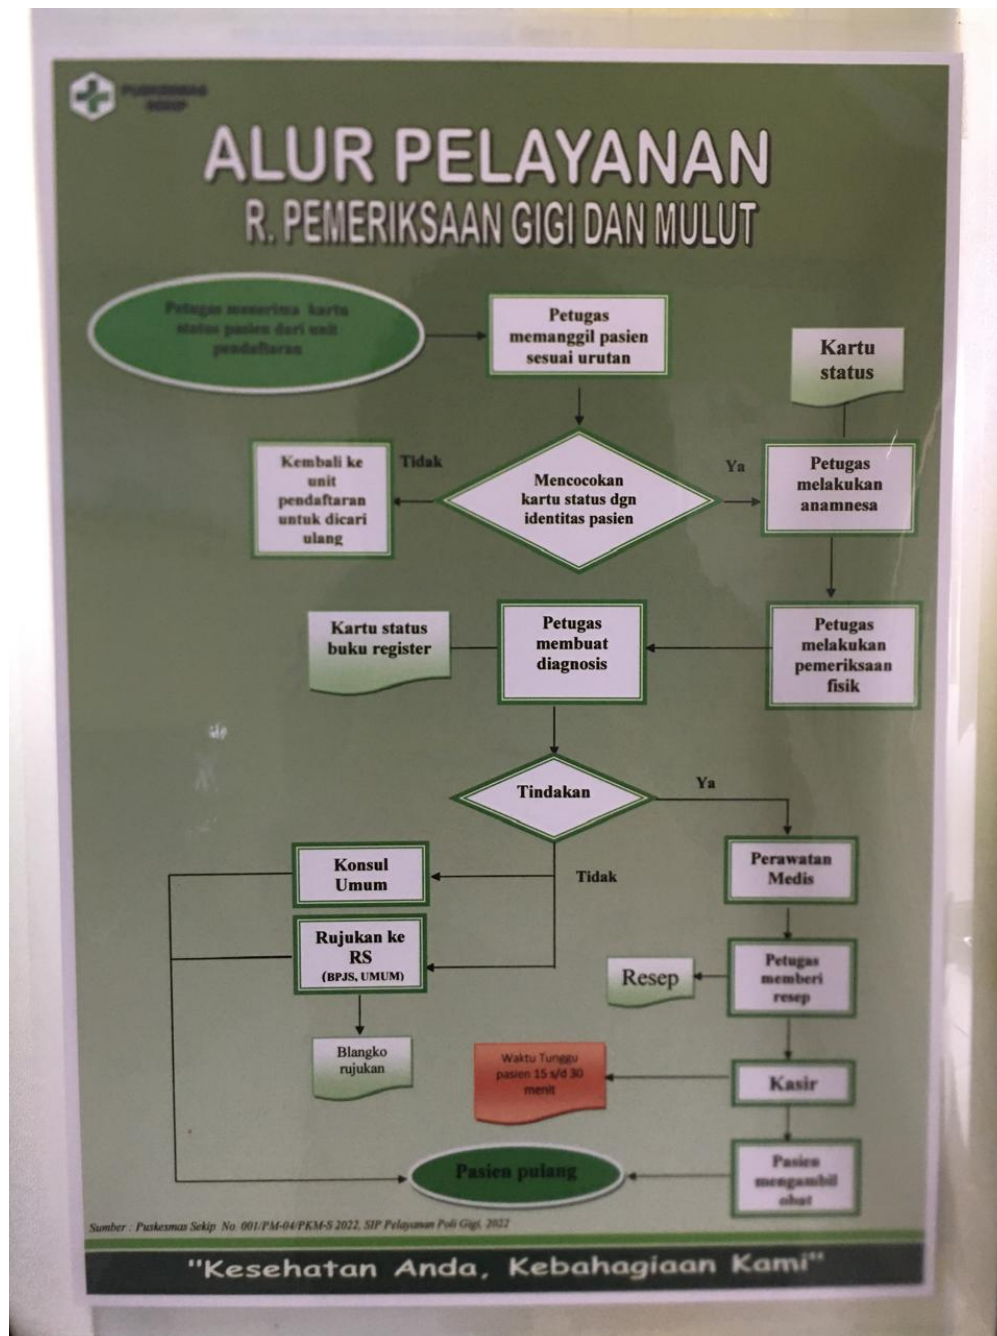 PUSKESMAS
SEKIP
ALUR PELAYANAN
R. PEMERIKSAAN GIGI DAN MULUT
Petugas menerima kartu
status pasien dari unit
pendaftaran
Petugas
memanggil pasien
sesuai urutan
Kartu
status
Kembali ke
unit
pendaftaran
untuk dicari
ulang
Tidak
Mencocokan
kartu status dgn
identitas pasien
Ya
Petugas
melakukan
anamnesa
Kartu status
buku register
Petugas
membuat
diagnosis
Petugas
melakukan
pemeriksaan
fisik
Tindakan
Ya
Konsul
Umum
Tidak
Perawatan
Medis
Rujukan ke
RS
(BPJS, UMUM)
Resep
Petugas
memberi
resep
Blangko
rujukan
Waktu Tunggu
pasien 15 s/d 30
menit
Kasir
Pasien pulang
Pasien
mengambil
obat
Sumber : Puskesmas Sekip No. 001/PM-04/PKM-S 2022, SIP Pelayanan Poli Gigi, 2022
"Kesehatan Anda, Kebahagiaan Kami"